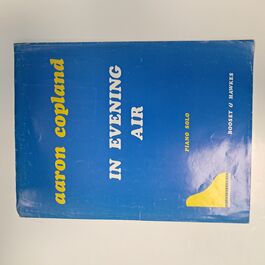 aaron copland
IN EVENING
AIR
PIANO SOLO
BOOSEY & HAWKES